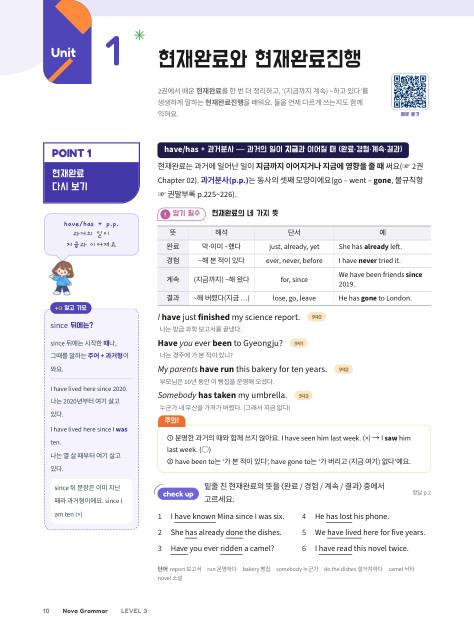 Unit 1
현재완료와 현재완료진행
2권에서 배운 현재완료를 한 번 더 정리하고, '(지금까지 계속) ~하고 있다'를
생생하게 말하는 현재완료진행을 배워요. 둘을 언제 다르게 쓰는지도 함께
익혀요.
POINT 1
현재완료
다시 보기
have/has + p.p.
과거의 일이
지금과 이어져요
+α 알고 가기
since 뒤에는?
since 뒤에는 시작한 때나,
그때를 말하는 주어 + 과거형이
와요.
I have lived here since 2020.
나는 2020년부터 여기 살고
있다.
I have lived here since I was
ten.
나는 열 살 때부터 여기 살고
있다.
since 뒤 문장은 이미 지난
때라 과거형이에요. since I
am ten (×)
have/has + 과거분사 — 과거의 일이 지금과 이어질 때 (완료·경험·계속·결과)
현재완료는 과거에 일어난 일이 지금까지 이어지거나 지금에 영향을 줄 때 써요(☞ 2권
Chapter 02). 과거분사(p.p.)는 동사의 셋째 모양이에요(go – went – gone, 불규칙형
☞ 권말부록 p.225~226).
! 암기 필수 현재완료의 네 가지 뜻
뜻 해석 단서 예
완료 막·이미 ~했다 just, already, yet She has already left.
경험 ~해 본 적이 있다 ever, never, before I have never tried it.
계속 (지금까지) ~해 왔다 for, since We have been friends since
2019.
결과 ~해 버렸다(지금 …) lose, go, leave He has gone to London.
I have just finished my science report. 940
나는 방금 과학 보고서를 끝냈다.
Have you ever been to Gyeongju? 941
너는 경주에 가 본 적이 있니?
My parents have run this bakery for ten years. 942
부모님은 10년 동안 이 빵집을 운영해 오셨다.
Somebody has taken my umbrella. 943
누군가 내 우산을 가져가 버렸다. (그래서 지금 없다)
주의!
① 분명한 과거의 때와 함께 쓰지 않아요. I have seen him last week. (×) → I saw him
last week. (○)
② have been to는 '가 본 적이 있다', have gone to는 '가 버리고 (지금 여기) 없다'예요.
check up
밑줄 친 현재완료의 뜻을 〈완료 / 경험 / 계속 / 결과〉 중에서
고르세요.
정답 p.2
1 I have known Mina since I was six.
2 She has already done the dishes.
3 Have you ever ridden a camel?
4 He has lost his phone.
5 We have lived here for five years.
6 I have read this novel twice.
단어 report 보고서 run 운영하다 bakery 빵집 somebody 누군가 do the dishes 설거지하다 camel 낙타
novel 소설
10 Nova Grammar LEVEL 3